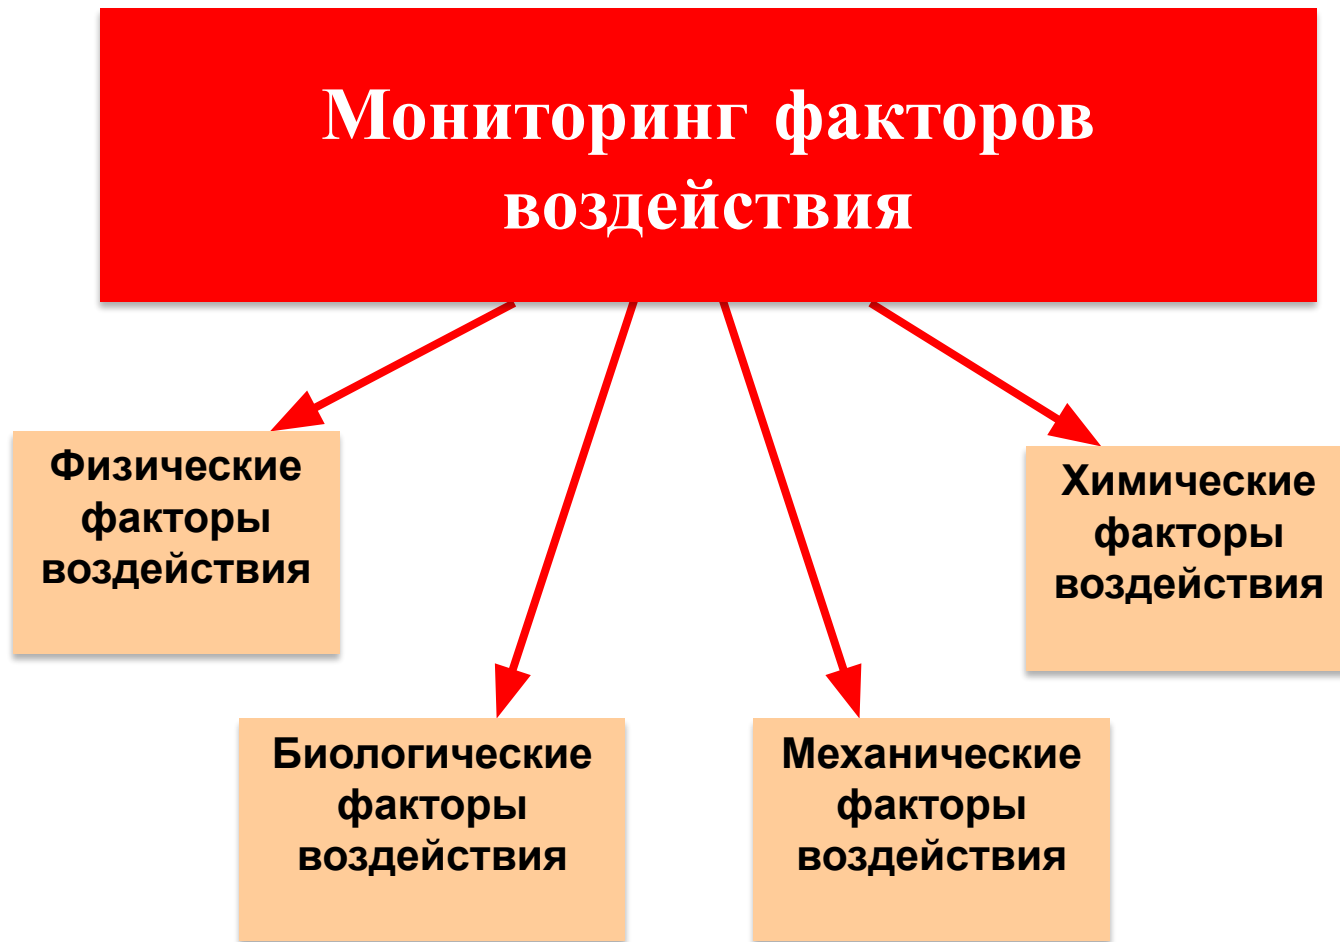 Мониторинг факторов
воздействия
Физические
факторы
воздействия
Химические
факторы
воздействия
Биологические
факторы
воздействия
Механические
факторы
воздействия